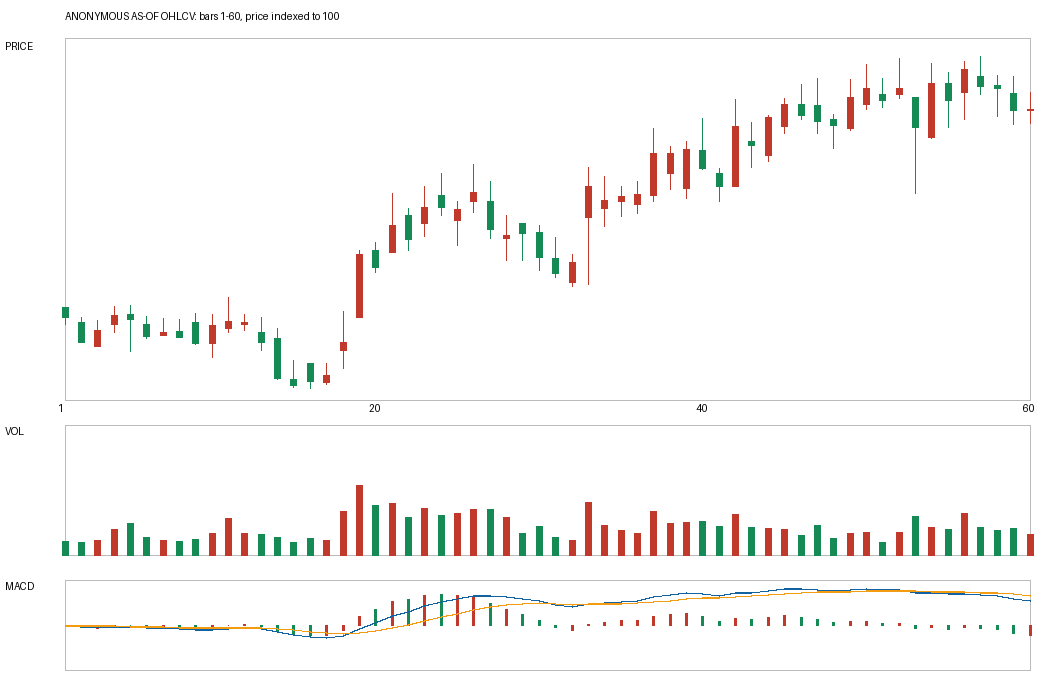 ANONYMOUS AS-OF OHLCV: bars 1-60, price indexed to 100
PRICE
1 20 40 60
VOL
MACD